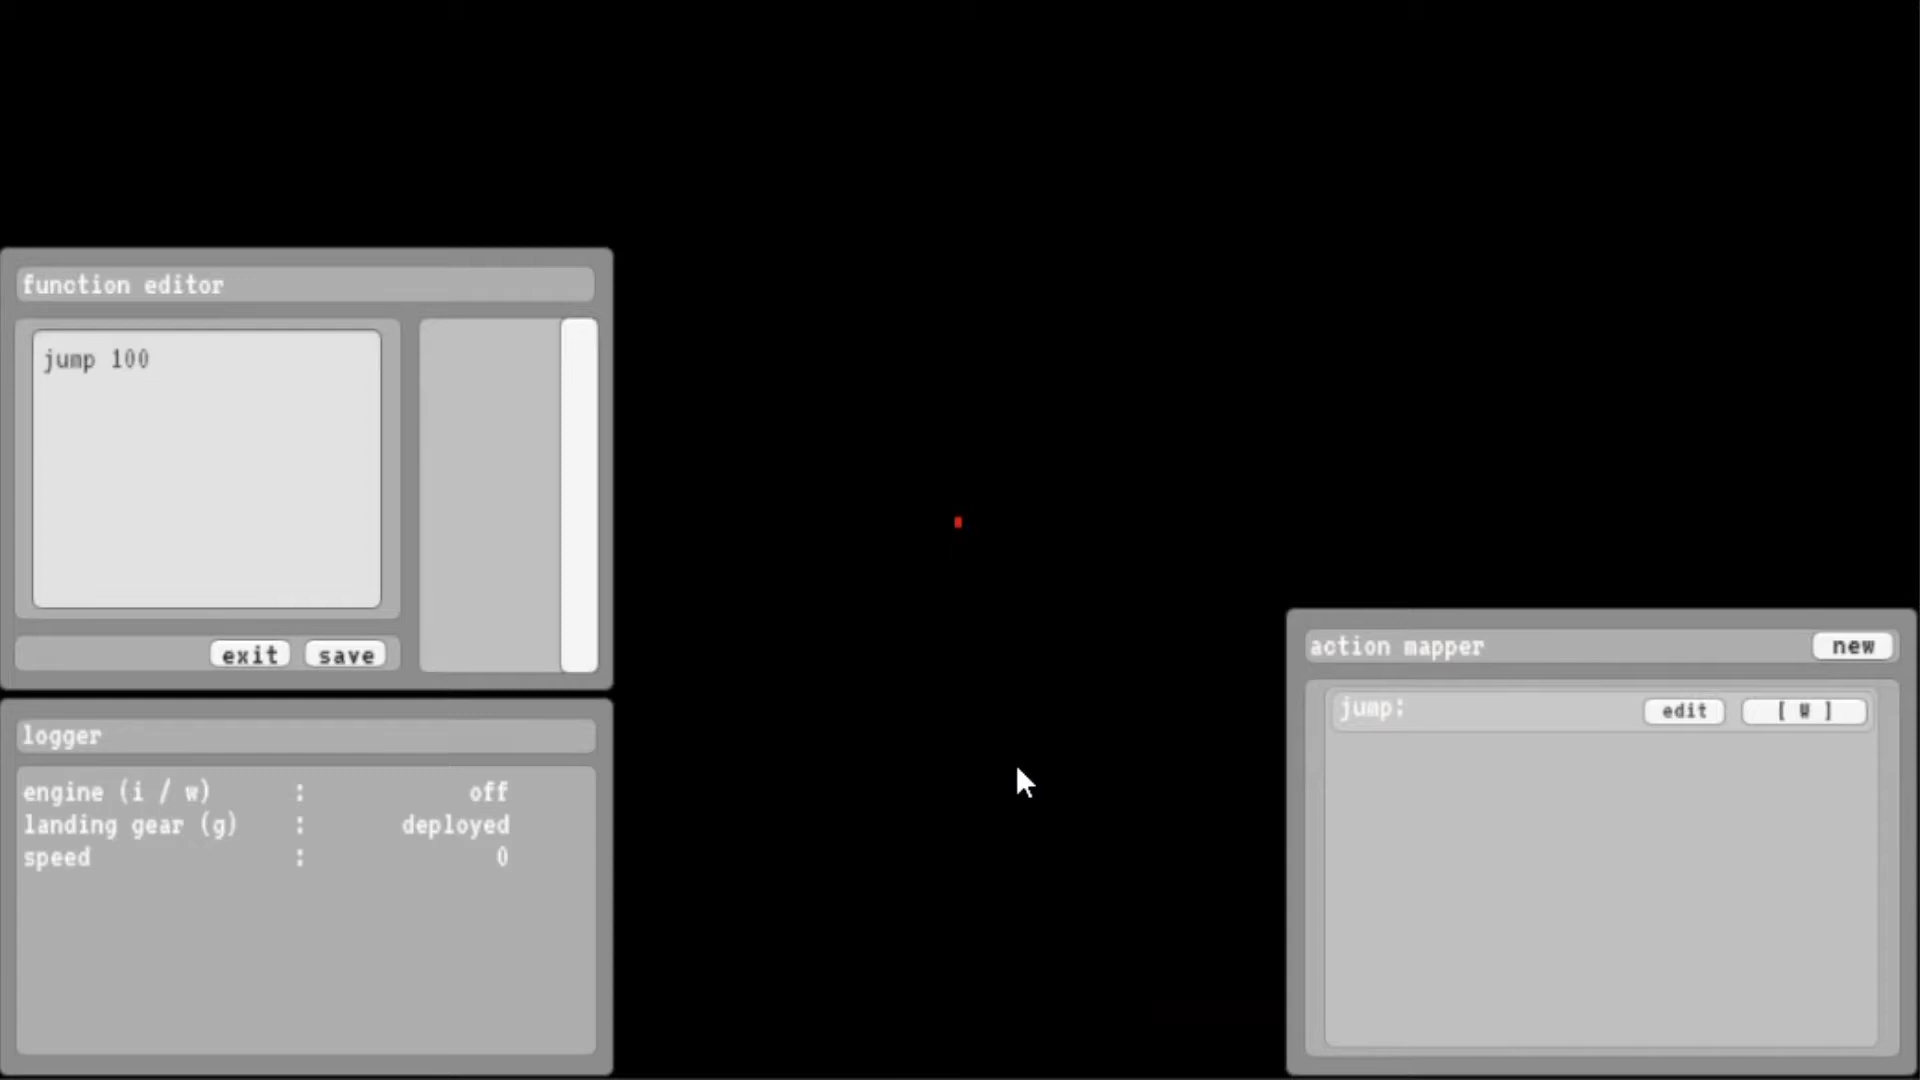 function editor
jump 100
exit save
logger
engine (i / w) : off
landing gear (g) : deployed
speed : 0
action mapper new
jump: edit [ W ]